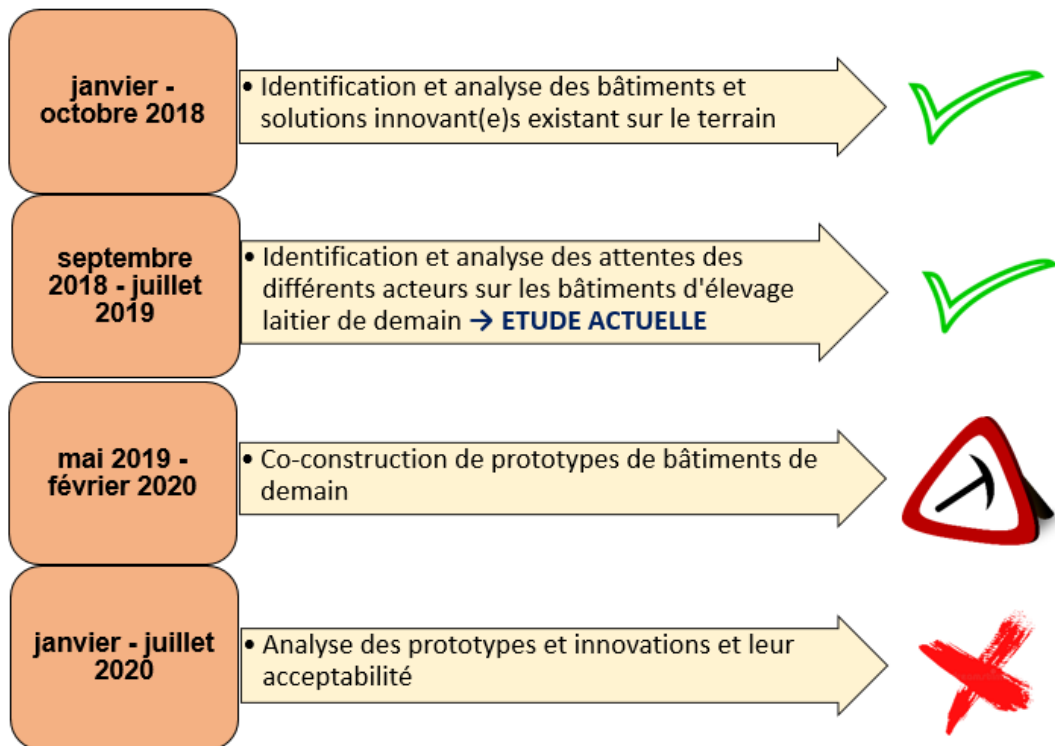 janvier -
octobre 2018
• Identification et analyse des bâtiments et
solutions innovant(e)s existant sur le terrain
septembre
2018 - juillet
2019
• Identification et analyse des attentes des
différents acteurs sur les bâtiments d'élevage
laitier de demain → ETUDE ACTUELLE
mai 2019 -
février 2020
• Co-construction de prototypes de bâtiments de
demain
janvier - juillet
2020
• Analyse des prototypes et innovations et leur
acceptabilité